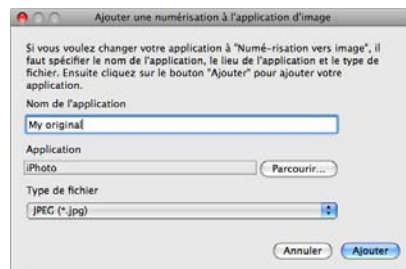 Ajouter une numérisation à l'application d'image
Si vous voulez changer votre application à "Numé-risation vers image", il
faut spécifier le nom de l'application, le lieu de l'application et le type de
fichier. Ensuite cliquez sur le bouton "Ajouter" pour ajouter votre
application.
Nom de l'application
My original
Application
iPhoto
Parcourir...
Type de fichier
JPEG (*.jpg)
Annuler
Ajouter